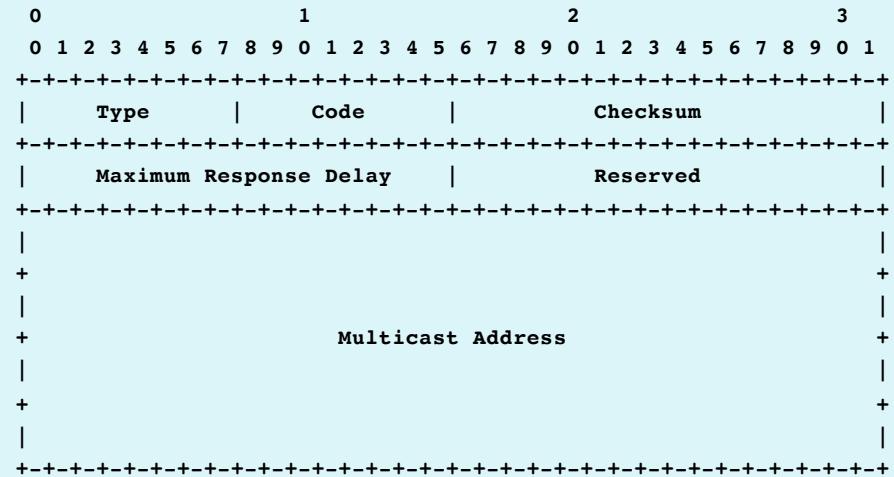 0                   1                   2                   3
 0 1 2 3 4 5 6 7 8 9 0 1 2 3 4 5 6 7 8 9 0 1 2 3 4 5 6 7 8 9 0 1
+-+-+-+-+-+-+-+-+-+-+-+-+-+-+-+-+-+-+-+-+-+-+-+-+-+-+-+-+-+-+-+-+
|     Type      |     Code      |          Checksum             |
+-+-+-+-+-+-+-+-+-+-+-+-+-+-+-+-+-+-+-+-+-+-+-+-+-+-+-+-+-+-+-+-+
|     Maximum Response Delay    |          Reserved             |
+-+-+-+-+-+-+-+-+-+-+-+-+-+-+-+-+-+-+-+-+-+-+-+-+-+-+-+-+-+-+-+-+
|                                                               |
+                                                               +
|                                                               |
+                       Multicast Address                       +
|                                                               |
+                                                               +
|                                                               |
+-+-+-+-+-+-+-+-+-+-+-+-+-+-+-+-+-+-+-+-+-+-+-+-+-+-+-+-+-+-+-+-+